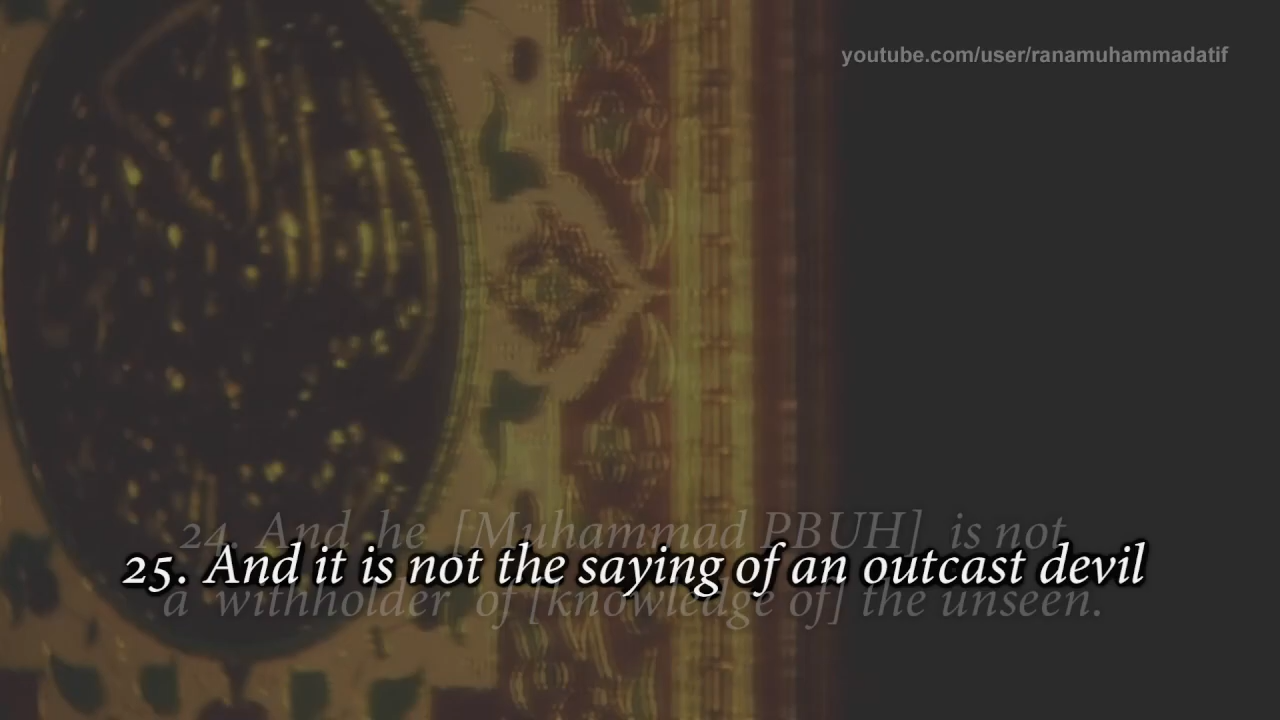 youtube.com/user/ranamuhammadatif
24. And he [Muhammad PBUH] is not
25. And it is not the saying of an outcast devil
a withholder of [knowledge of] the unseen.